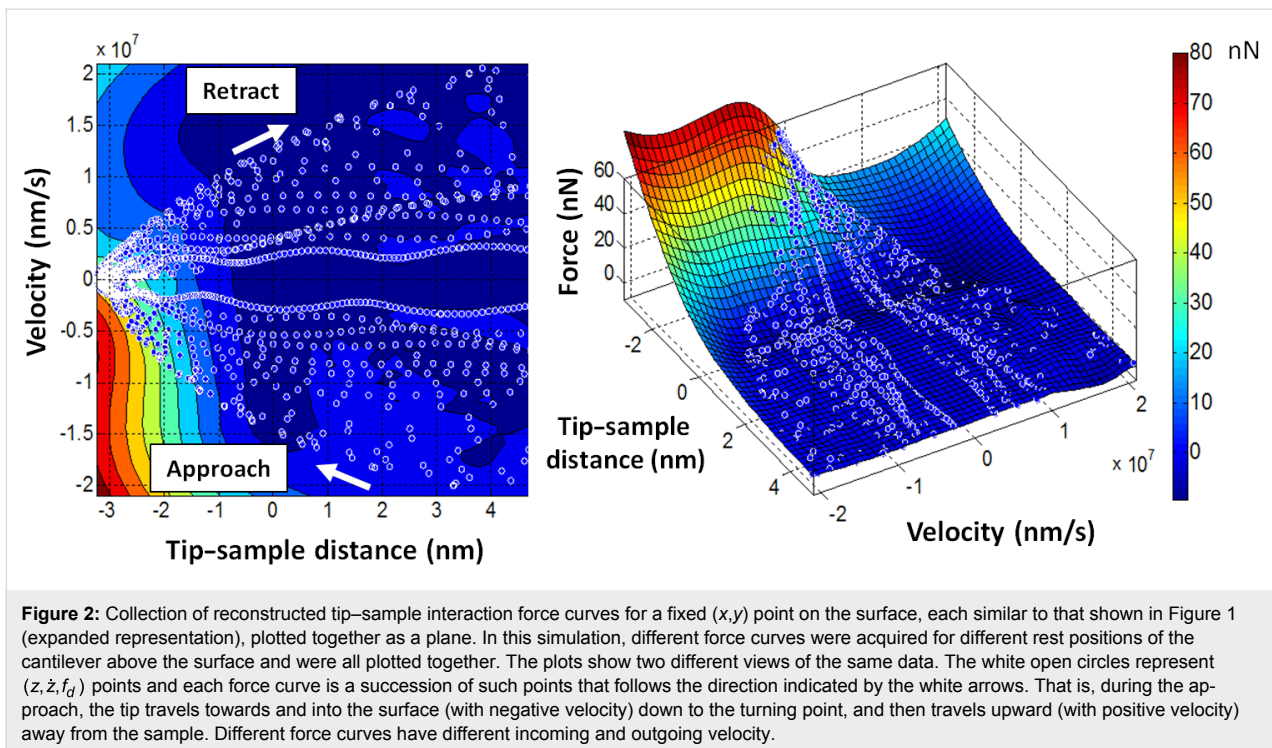 x 10^7
2
1.5
1
0.5
0
-0.5
-1
-1.5
-2
Velocity (nm/s)
Retract
Approach
-3 -2 -1 0 1 2 3 4
Tip–sample distance (nm)
60
40
20
0
Force (nN)
-2
0
2
4
Tip–sample
distance (nm)
-2 -1 0 1 2
x 10^7
Velocity (nm/s)
80 nN
70
60
50
40
30
20
10
0
Figure 2: Collection of reconstructed tip–sample interaction force curves for a fixed (x,y) point on the surface, each similar to that shown in Figure 1
(expanded representation), plotted together as a plane. In this simulation, different force curves were acquired for different rest positions of the
cantilever above the surface and were all plotted together. The plots show two different views of the same data. The white open circles represent
(z, ż, f_d) points and each force curve is a succession of such points that follows the direction indicated by the white arrows. That is, during the ap-
proach, the tip travels towards and into the surface (with negative velocity) down to the turning point, and then travels upward (with positive velocity)
away from the sample. Different force curves have different incoming and outgoing velocity.